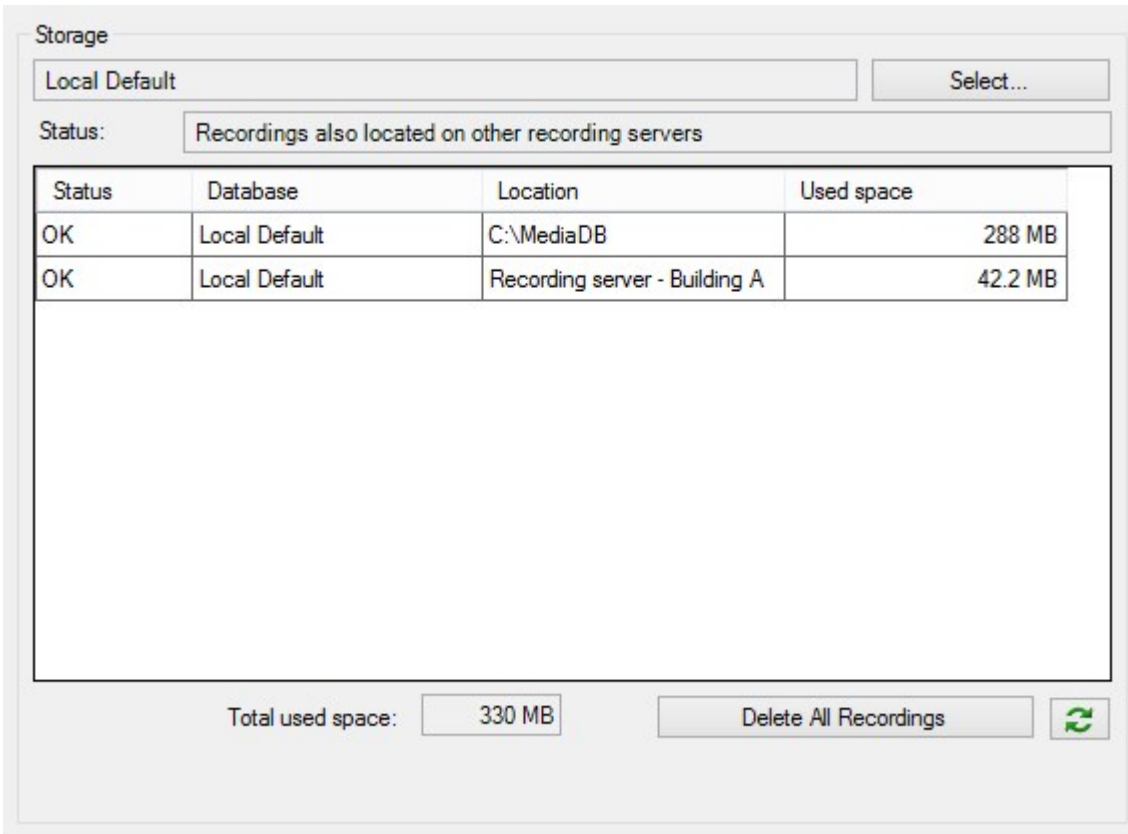 Storage
Local Default Select...
Status: Recordings also located on other recording servers
Status Database Location Used space
OK Local Default C:\MediaDB 288 MB
OK Local Default Recording server - Building A 42.2 MB
Total used space: 330 MB Delete All Recordings